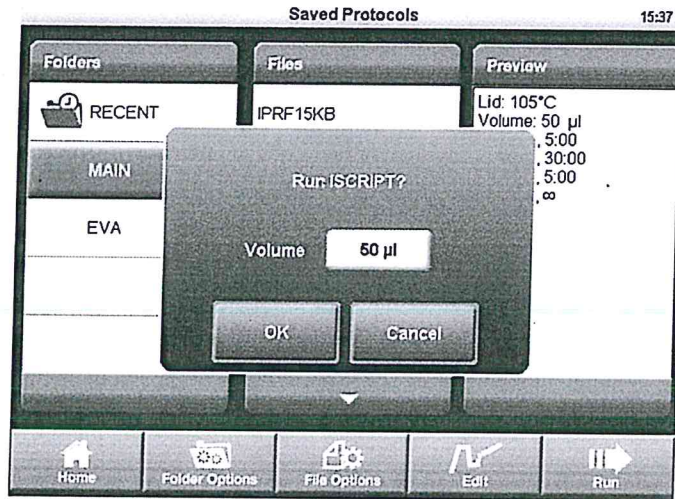 Saved Protocols
15:37
Folders
Files
Preview
RECENT
MAIN
EVA
IPRF15KB
Lid: 105°C
Volume: 50 µl
, 5:00
, 30:00
, 5:00
, ∞
Run ISCRIPT?
Volume
50 µl
OK
Cancel
Home
Folder Options
File Options
Edit
Run